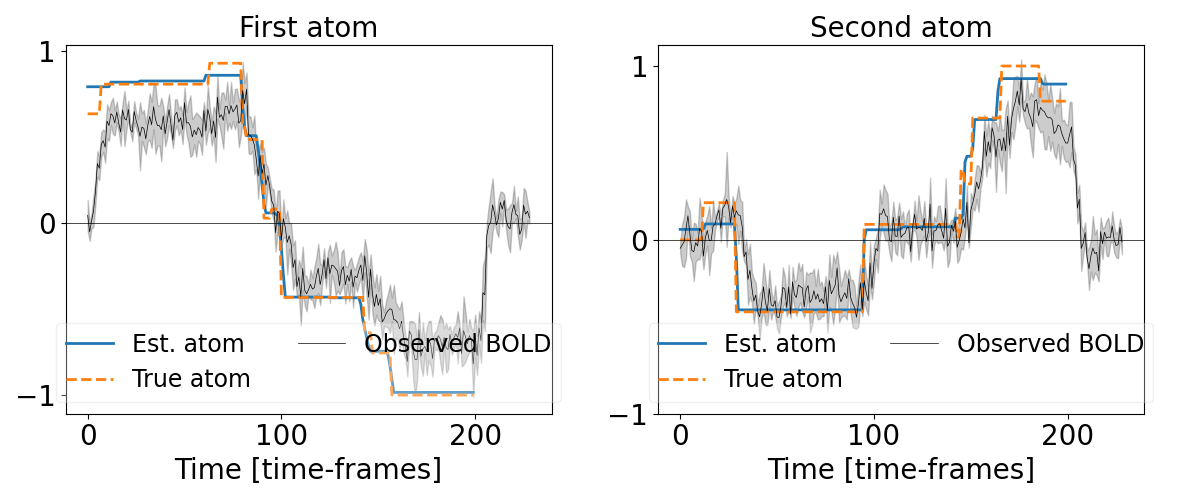 First atom
1
0
−1
Est. atom
Observed BOLD
True atom
0
100
200
Time [time-frames]
Second atom
1
0
−1
Est. atom
Observed BOLD
True atom
0
100
200
Time [time-frames]